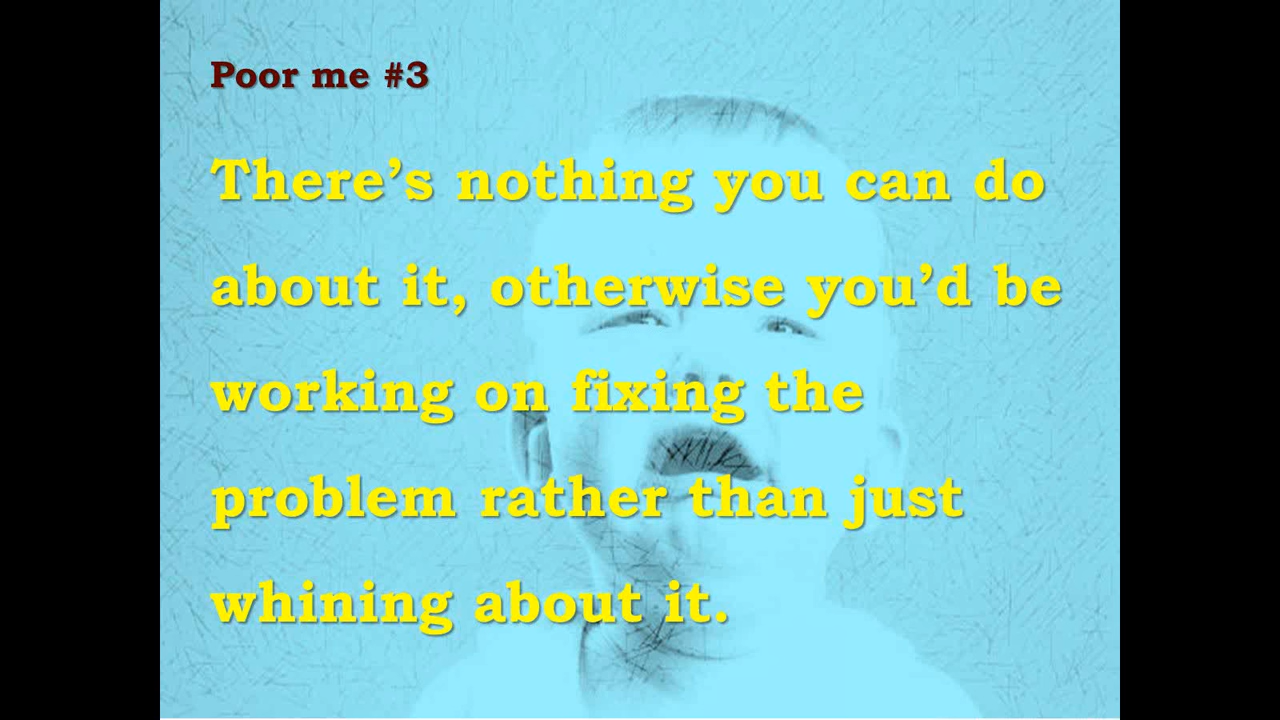 Poor me #3
There’s nothing you can do
about it, otherwise you’d be
working on fixing the
problem rather than just
whining about it.